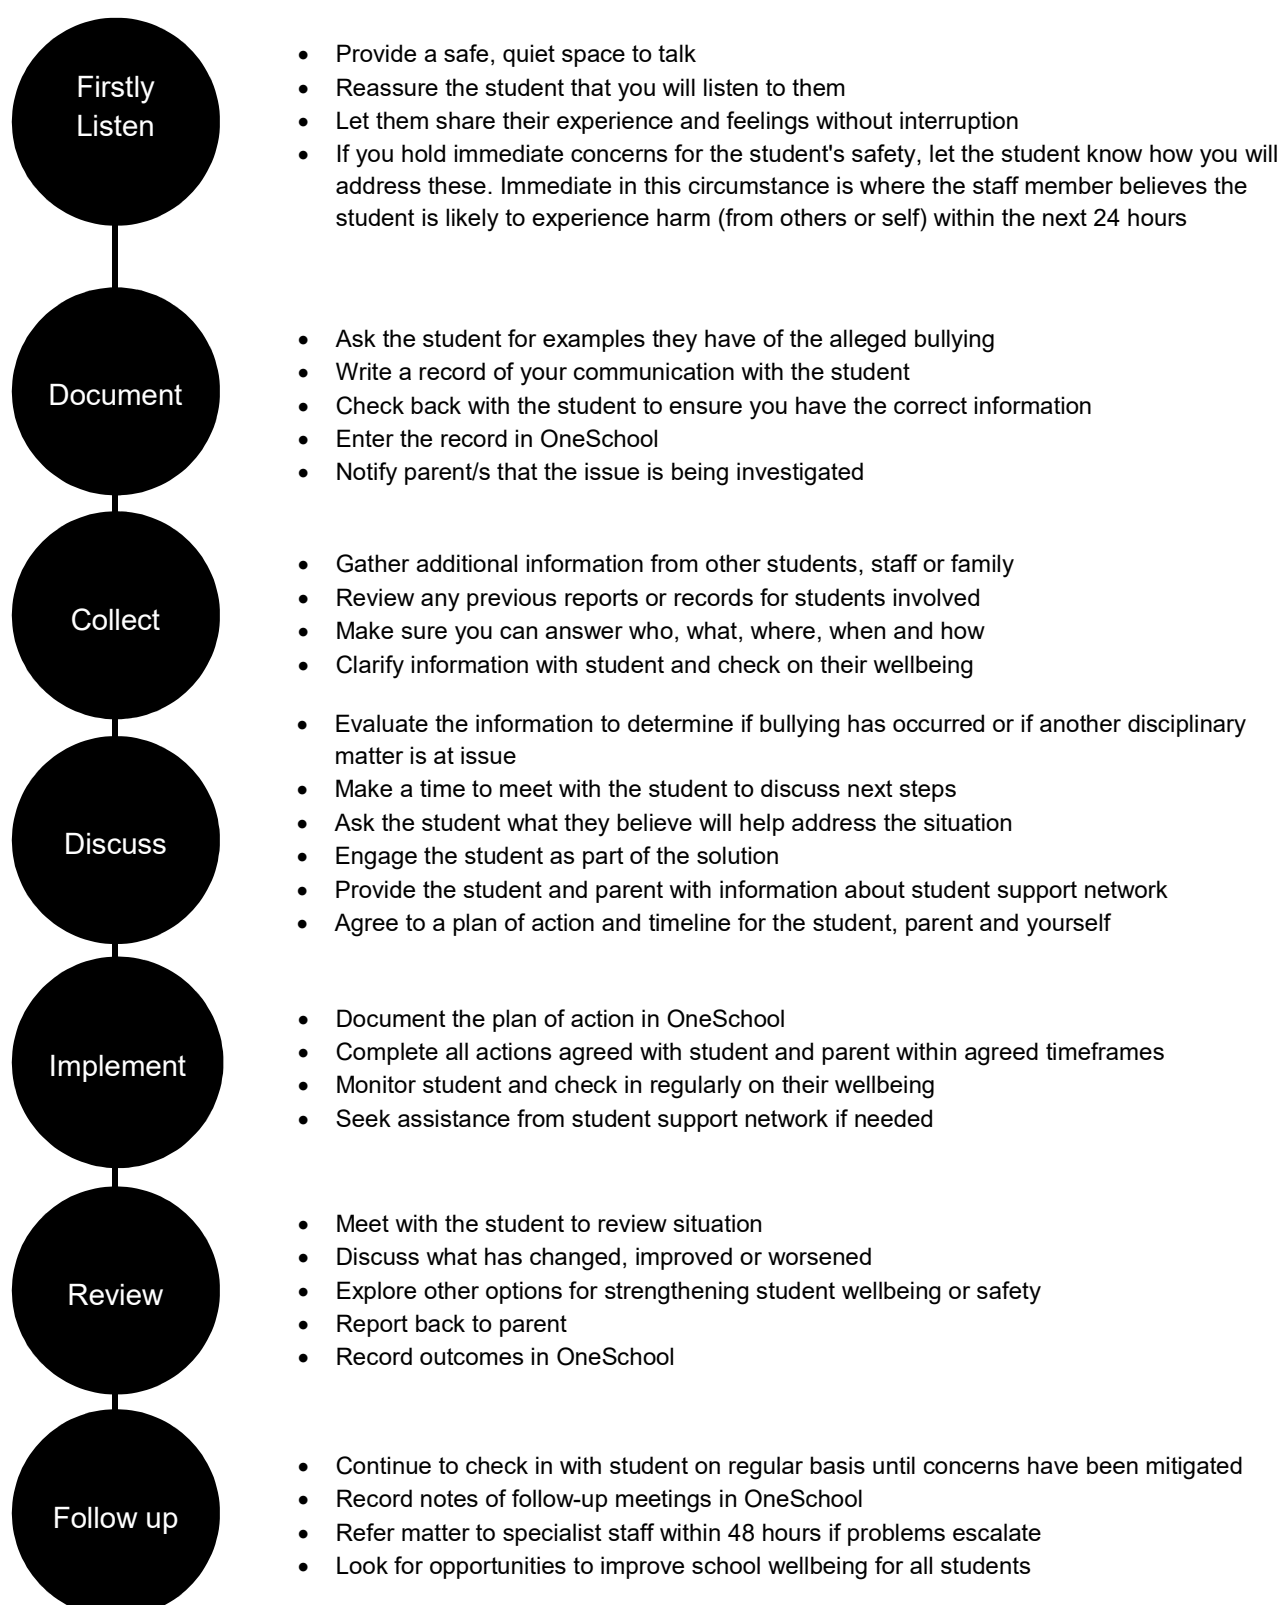 Firstly
Listen
• Provide a safe, quiet space to talk
• Reassure the student that you will listen to them
• Let them share their experience and feelings without interruption
• If you hold immediate concerns for the student's safety, let the student know how you will
address these. Immediate in this circumstance is where the staff member believes the
student is likely to experience harm (from others or self) within the next 24 hours
Document
• Ask the student for examples they have of the alleged bullying
• Write a record of your communication with the student
• Check back with the student to ensure you have the correct information
• Enter the record in OneSchool
• Notify parent/s that the issue is being investigated
Collect
• Gather additional information from other students, staff or family
• Review any previous reports or records for students involved
• Make sure you can answer who, what, where, when and how
• Clarify information with student and check on their wellbeing
Discuss
• Evaluate the information to determine if bullying has occurred or if another disciplinary
matter is at issue
• Make a time to meet with the student to discuss next steps
• Ask the student what they believe will help address the situation
• Engage the student as part of the solution
• Provide the student and parent with information about student support network
• Agree to a plan of action and timeline for the student, parent and yourself
Implement
• Document the plan of action in OneSchool
• Complete all actions agreed with student and parent within agreed timeframes
• Monitor student and check in regularly on their wellbeing
• Seek assistance from student support network if needed
Review
• Meet with the student to review situation
• Discuss what has changed, improved or worsened
• Explore other options for strengthening student wellbeing or safety
• Report back to parent
• Record outcomes in OneSchool
Follow up
• Continue to check in with student on regular basis until concerns have been mitigated
• Record notes of follow-up meetings in OneSchool
• Refer matter to specialist staff within 48 hours if problems escalate
• Look for opportunities to improve school wellbeing for all students